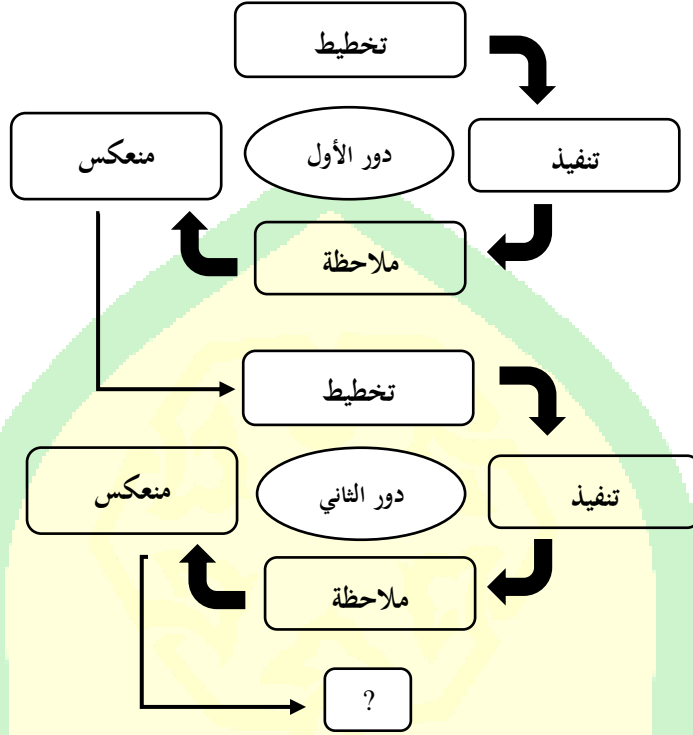 تخطيط
تنفيذ
دور الأول
منعكس
ملاحظة
تخطيط
تنفيذ
دور الثاني
منعكس
ملاحظة
?